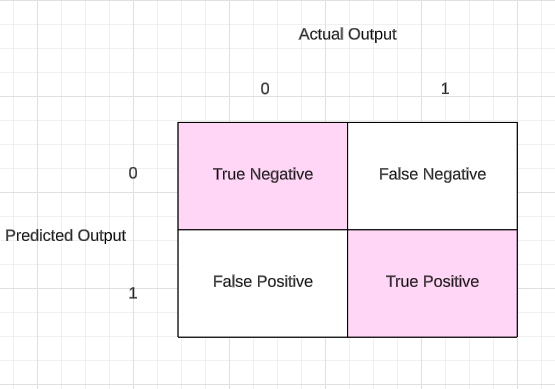 Actual Output
0 1
0 True Negative False Negative
Predicted Output
False Positive True Positive
1